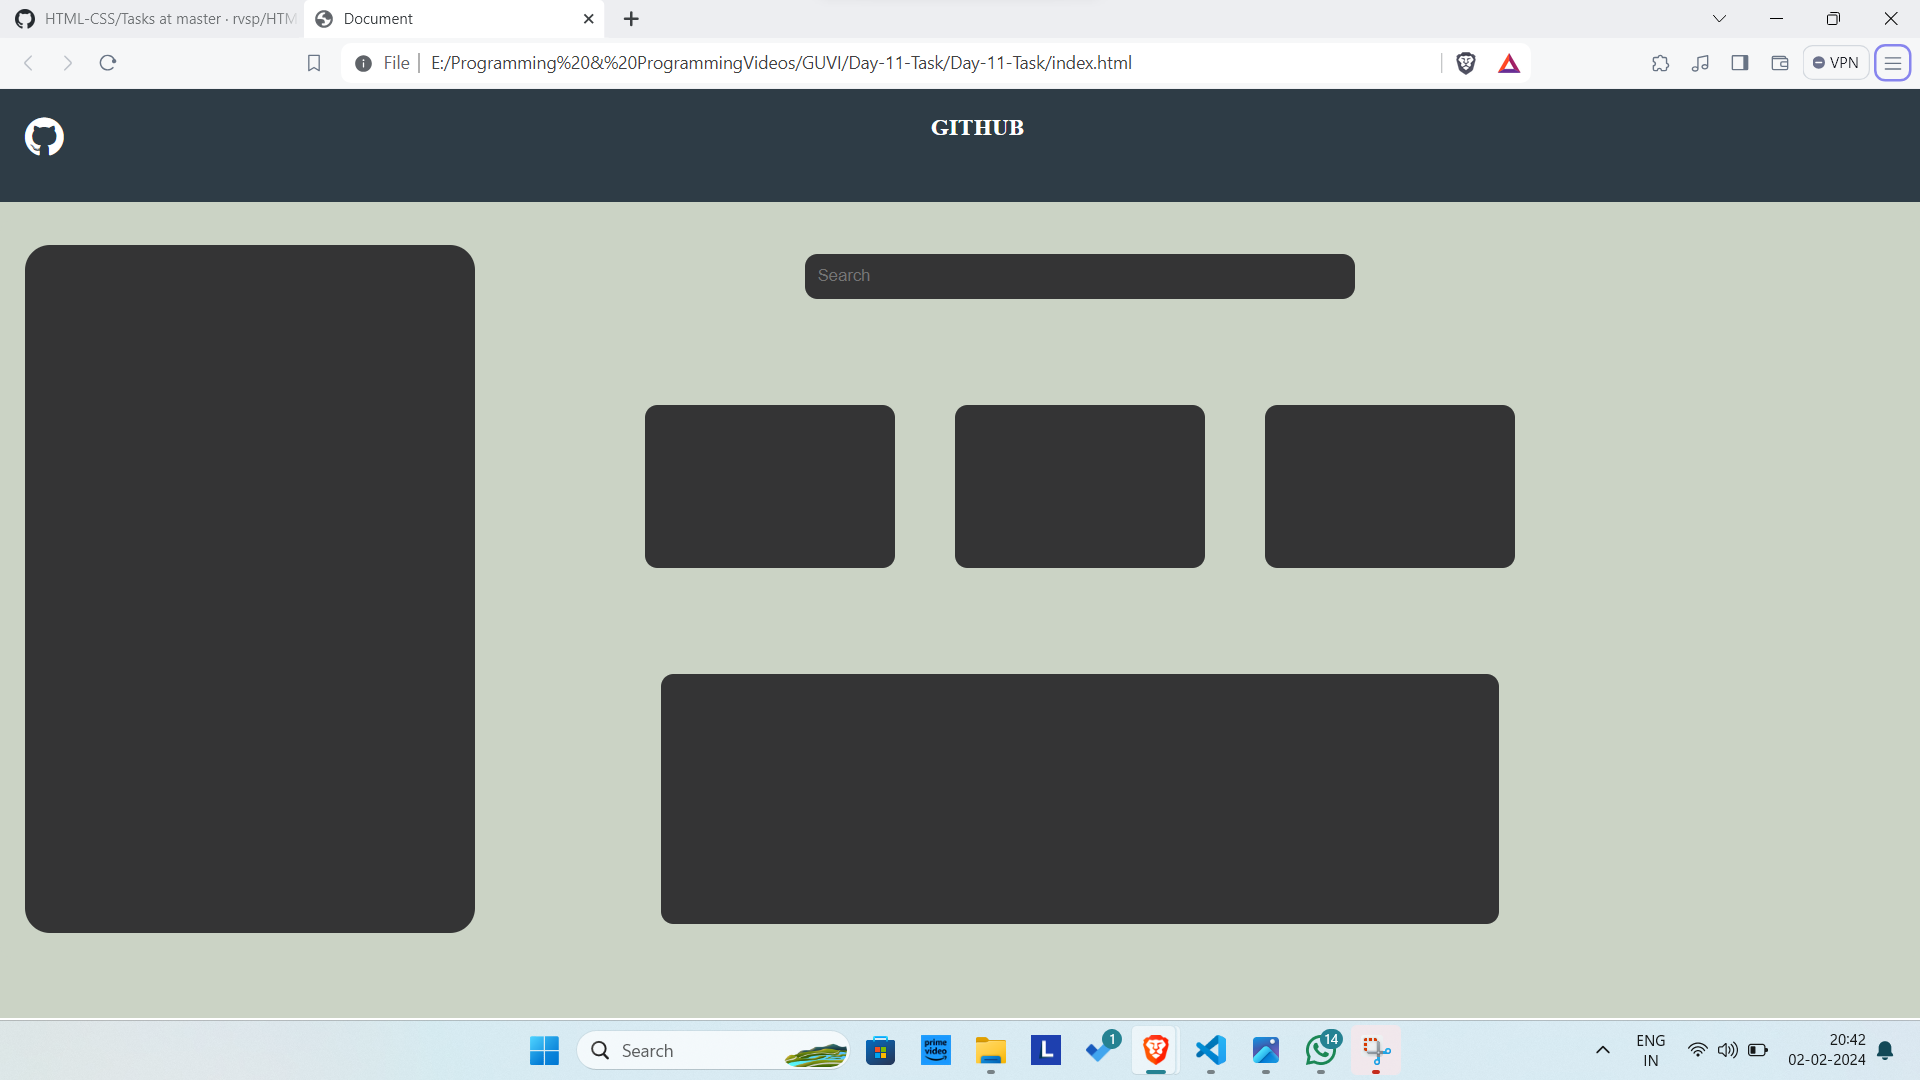 HTML-CSS/Tasks at master · rvsp/HTM
Document
File
E:/Programming%20&%20ProgrammingVideos/GUVI/Day-11-Task/Day-11-Task/index.html
VPN
GITHUB
Search
Search
prime video
L
1
14
ENG
IN
20:42
02-02-2024